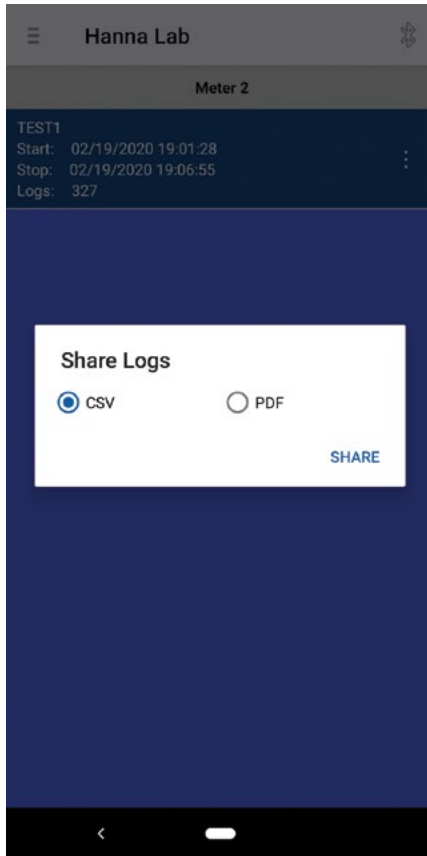 Hanna Lab
Meter 2
TEST1
Start: 02/19/2020 19:01:28
Stop: 02/19/2020 19:06:55
Logs: 327
Share Logs
CSV PDF
SHARE